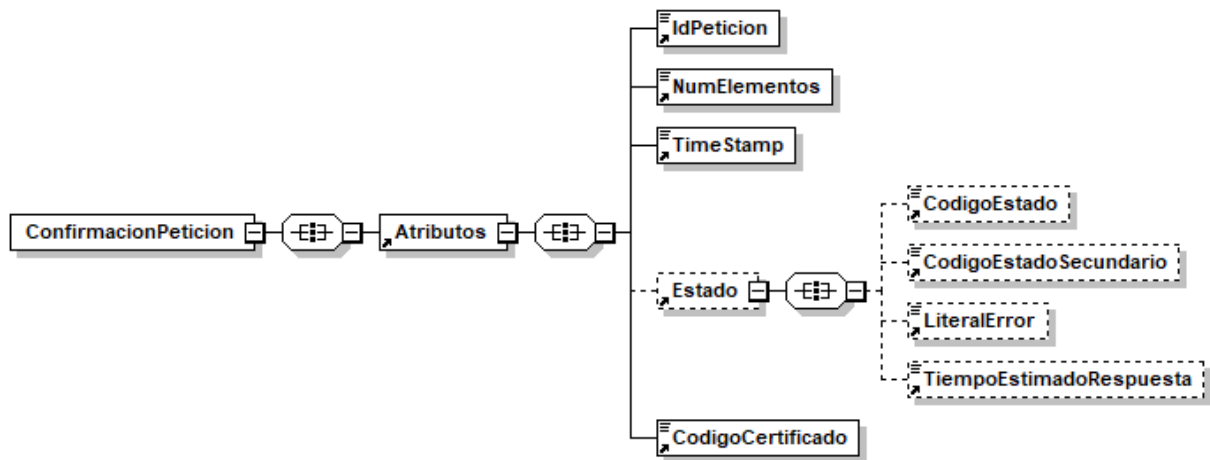 IdPeticion
NumElementos
TimeStamp
ConfirmacionPeticion
Atributos
Estado
CodigoEstado
CodigoEstadoSecundario
LiteralError
TiempoEstimadoRespuesta
CodigoCertificado